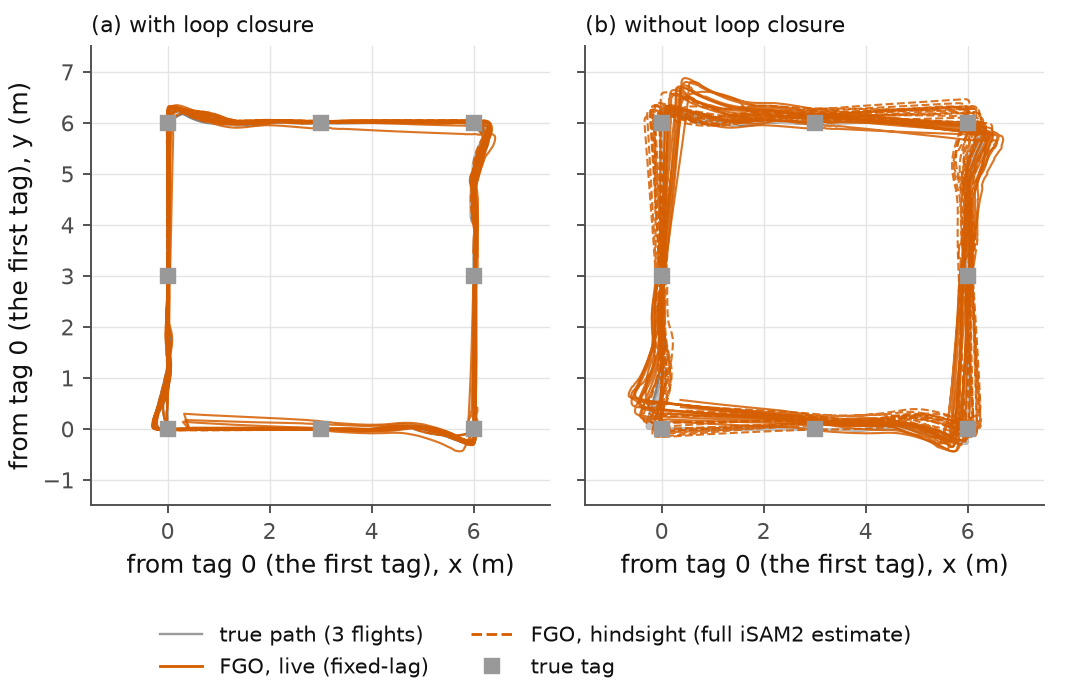 (a) with loop closure
(b) without loop closure
from tag 0 (the first tag), y (m)
7
6
5
4
3
2
1
0
−1
0 2 4 6
0 2 4 6
from tag 0 (the first tag), x (m)
from tag 0 (the first tag), x (m)
true path (3 flights)
FGO, live (fixed-lag)
FGO, hindsight (full iSAM2 estimate)
true tag